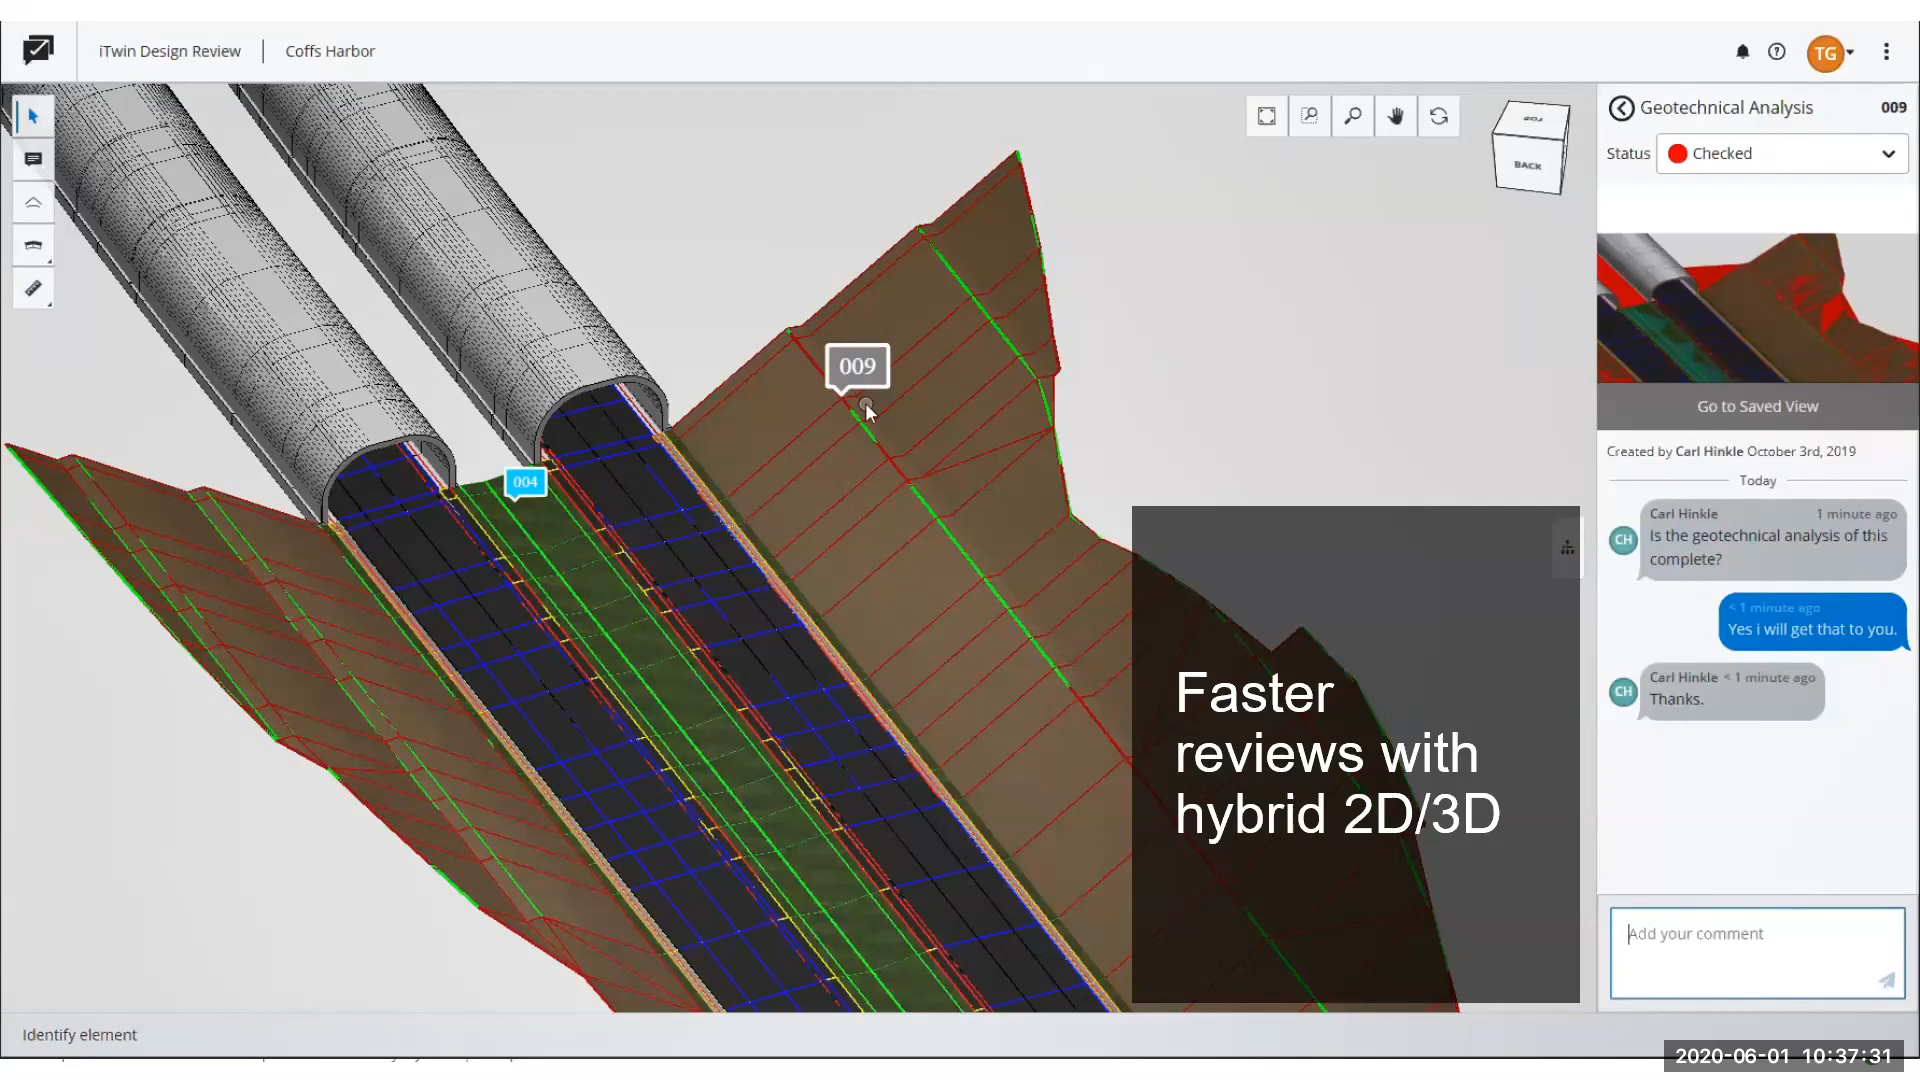 iTwin Design Review
Coffs Harbor
TG
BACK
Geotechnical Analysis 009
Status Checked
009
004
Go to Saved View
Created by Carl Hinkle October 3rd, 2019
Today
Carl Hinkle 1 minute ago
CH
Is the geotechnical analysis of this
complete?
< 1 minute ago
Yes i will get that to you.
Carl Hinkle < 1 minute ago
CH
Thanks.
Faster
reviews with
hybrid 2D/3D
Add your comment
Identify element
2020-06-01 10:37:31